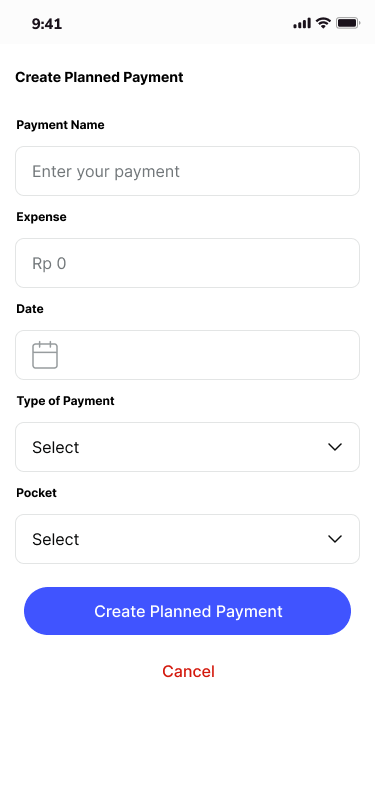 9:41
Create Planned Payment
Payment Name
Enter your payment
Expense
Rp 0
Date
Type of Payment
Select
Pocket
Select
Create Planned Payment
Cancel